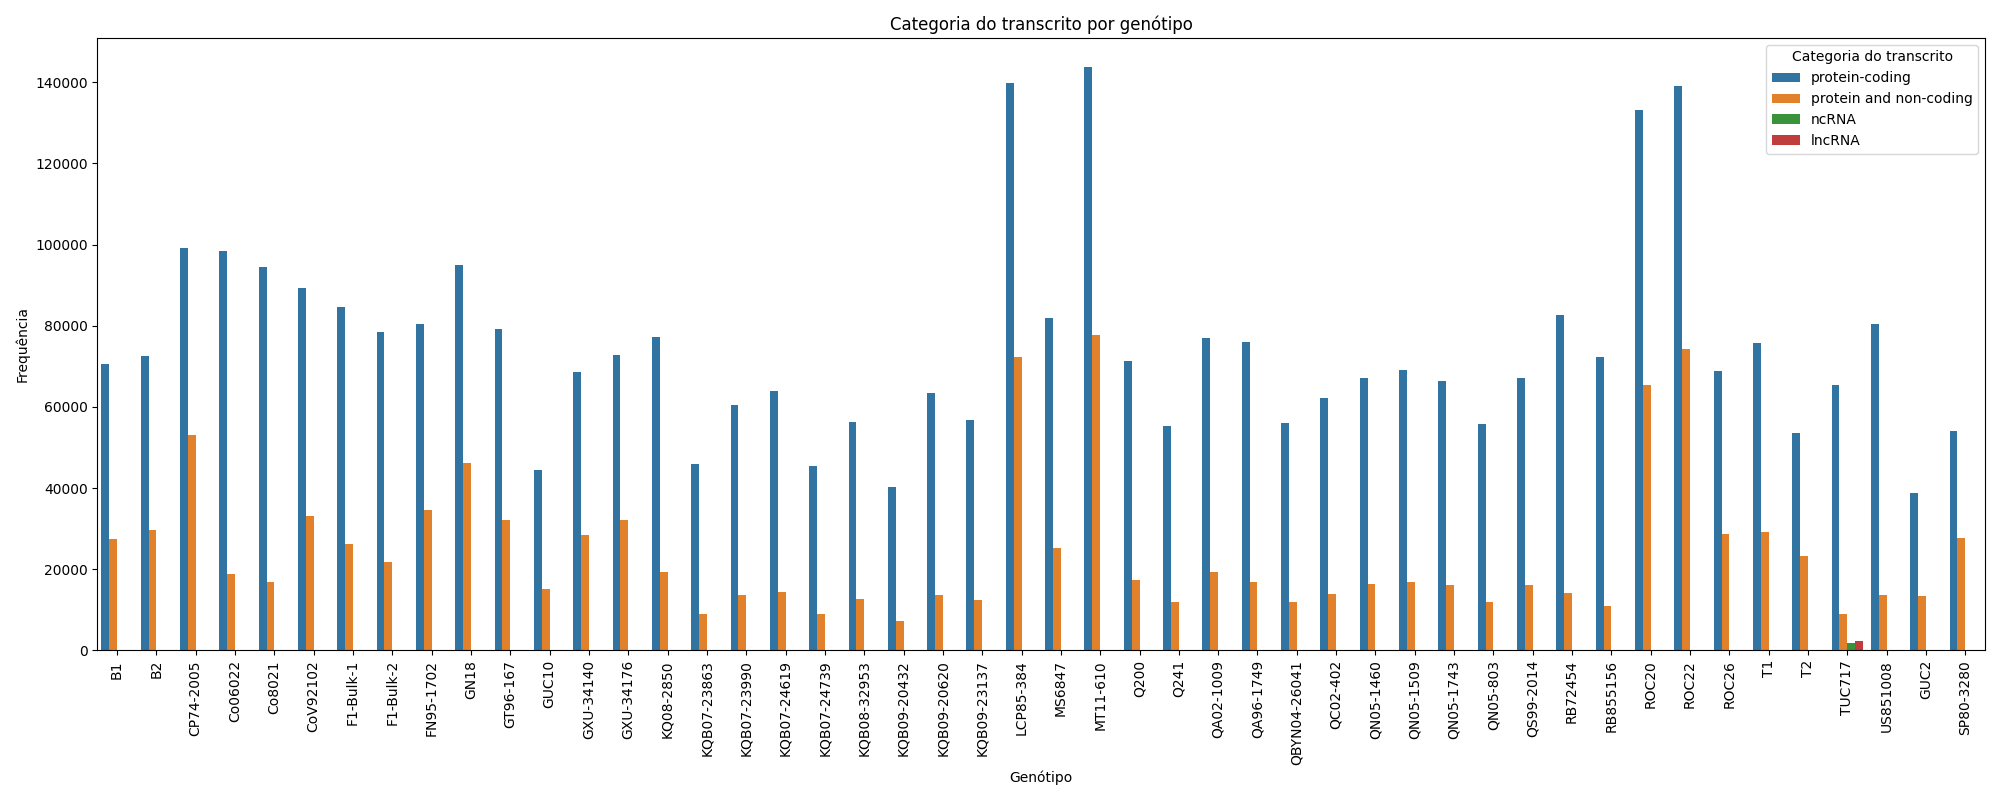 Categoria do transcrito por genótipo
Categoria do transcrito
protein-coding
protein and non-coding
ncRNA
lncRNA
Frequência
140000
120000
100000
80000
60000
40000
20000
0
B1
B2
CP74-2005
Co06022
Co8021
CoV92102
F1-Bulk-1
F1-Bulk-2
FN95-1702
GN18
GT96-167
GUC10
GXU-34140
GXU-34176
KQ08-2850
KQB07-23863
KQB07-23990
KQB07-24619
KQB07-24739
KQB08-32953
KQB09-20432
KQB09-20620
KQB09-23137
LCP85-384
MS6847
MT11-610
Q200
Q241
QA02-1009
QA96-1749
QBYN04-26041
QC02-402
QN05-1460
QN05-1509
QN05-1743
QN05-803
QS99-2014
RB72454
RB855156
ROC20
ROC22
ROC26
T1
T2
TUC717
US851008
GUC2
SP80-3280
Genótipo